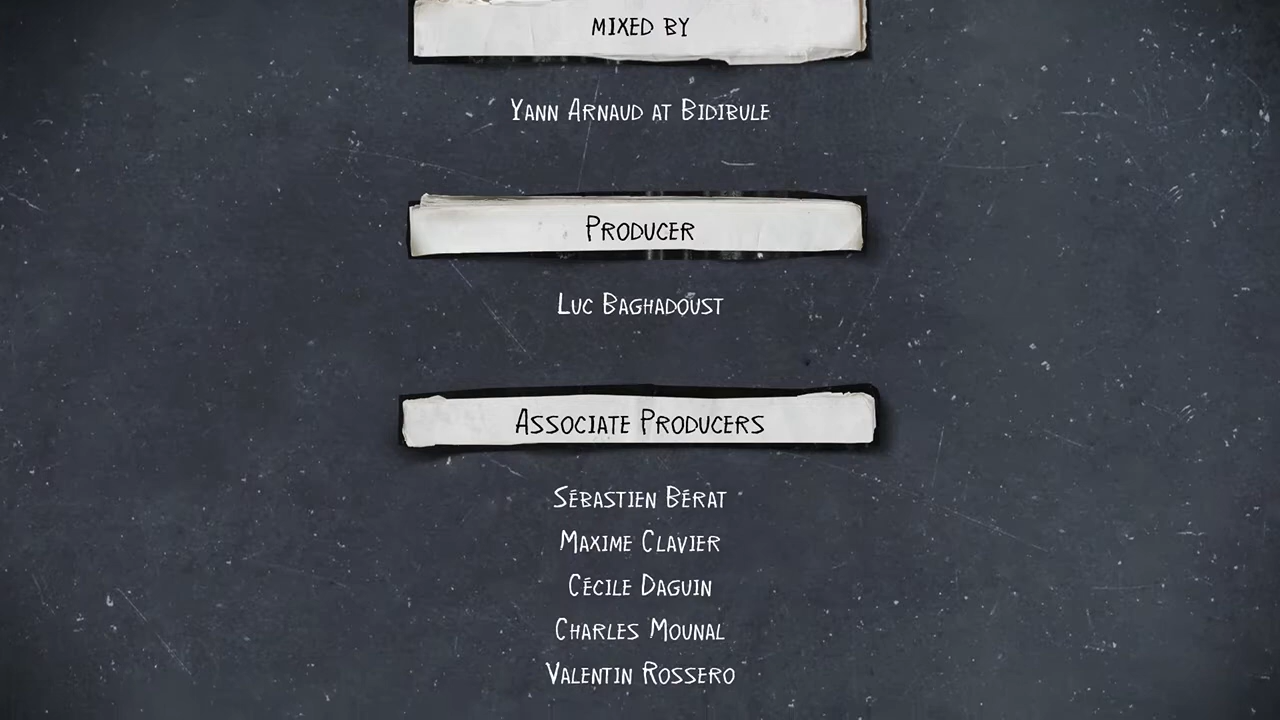 MIXED BY
YANN ARNAUD AT BIDIBULE
PRODUCER
LUC BAGHADOUST
ASSOCIATE PRODUCERS
SÉBASTIEN BÉRAT
MAXIME CLAVIER
CÉCILE DAGUIN
CHARLES MOUNAL
VALENTIN ROSSERO